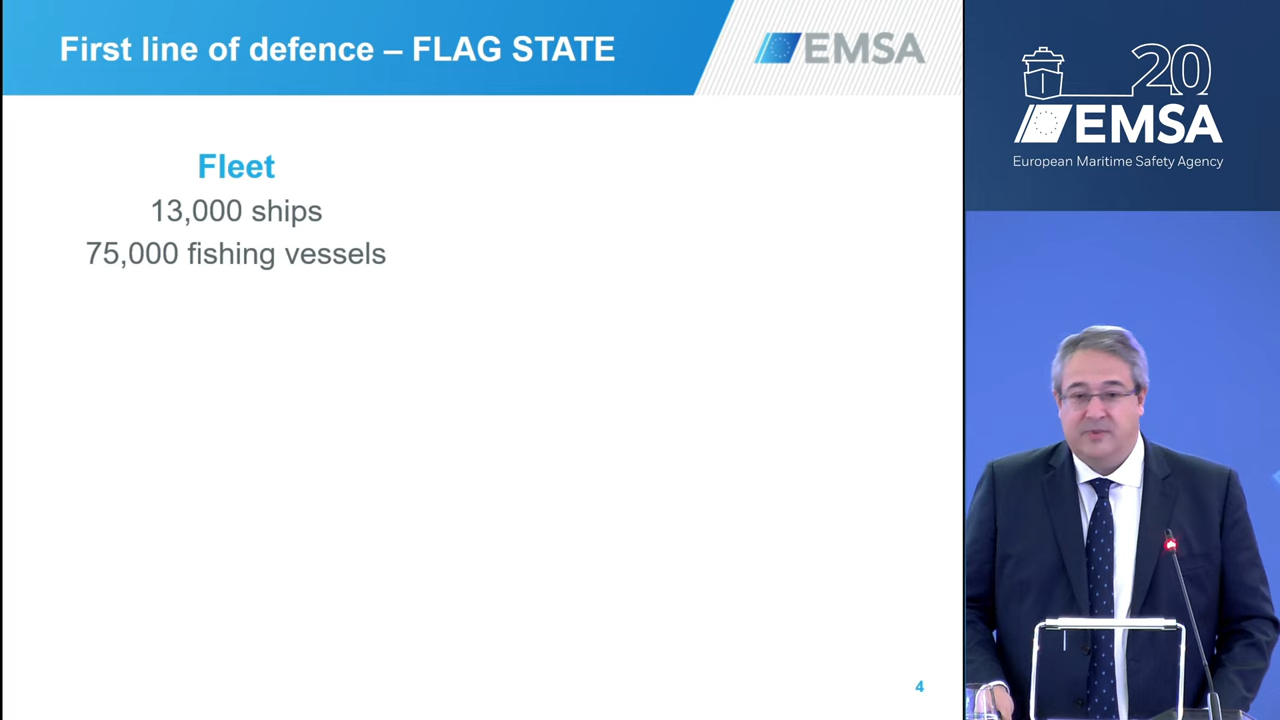 First line of defence – FLAG STATE
EMSA
Fleet
13,000 ships
75,000 fishing vessels
4
20
EMSA
European Maritime Safety Agency